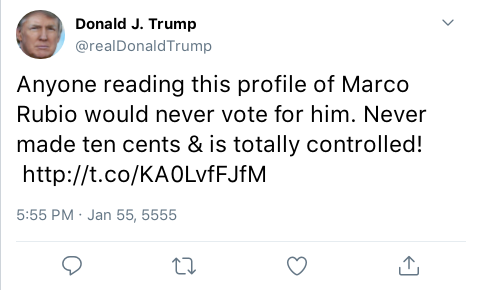 Donald J. Trump
@realDonaldTrump
Anyone reading this profile of Marco
Rubio would never vote for him. Never
made ten cents & is totally controlled!
http://t.co/KA0LvfFJfM
5:55 PM · Jan 55, 5555